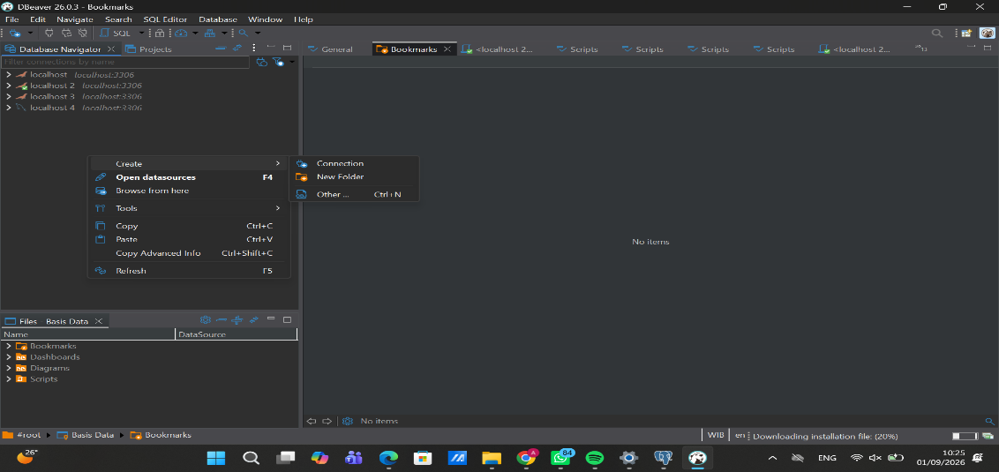 DBeaver 26.0.3 - Bookmarks
File Edit Navigate Search SQL Editor Database Window Help
SQL
Database Navigator Projects
General Bookmarks <localhost 2... Scripts Scripts Scripts Scripts <localhost 2...
Filter connections by name
localhost localhost:3306
localhost 2 localhost:3306
localhost 3 localhost:3306
localhost 4 localhost:3306
Create
Open datasources F4
Browse from here
Tools
Copy Ctrl+C
Paste Ctrl+V
Copy Advanced Info Ctrl+Shift+C
Refresh F5
Connection
New Folder
Other ... Ctrl+N
No items
Files - Basis Data
Name DataSource
Bookmarks
Dashboards
Diagrams
Scripts
No items
#root Basis Data Bookmarks
WIB en Downloading installation file: (20%)
26°
84
ENG
10:25
01/09/2026